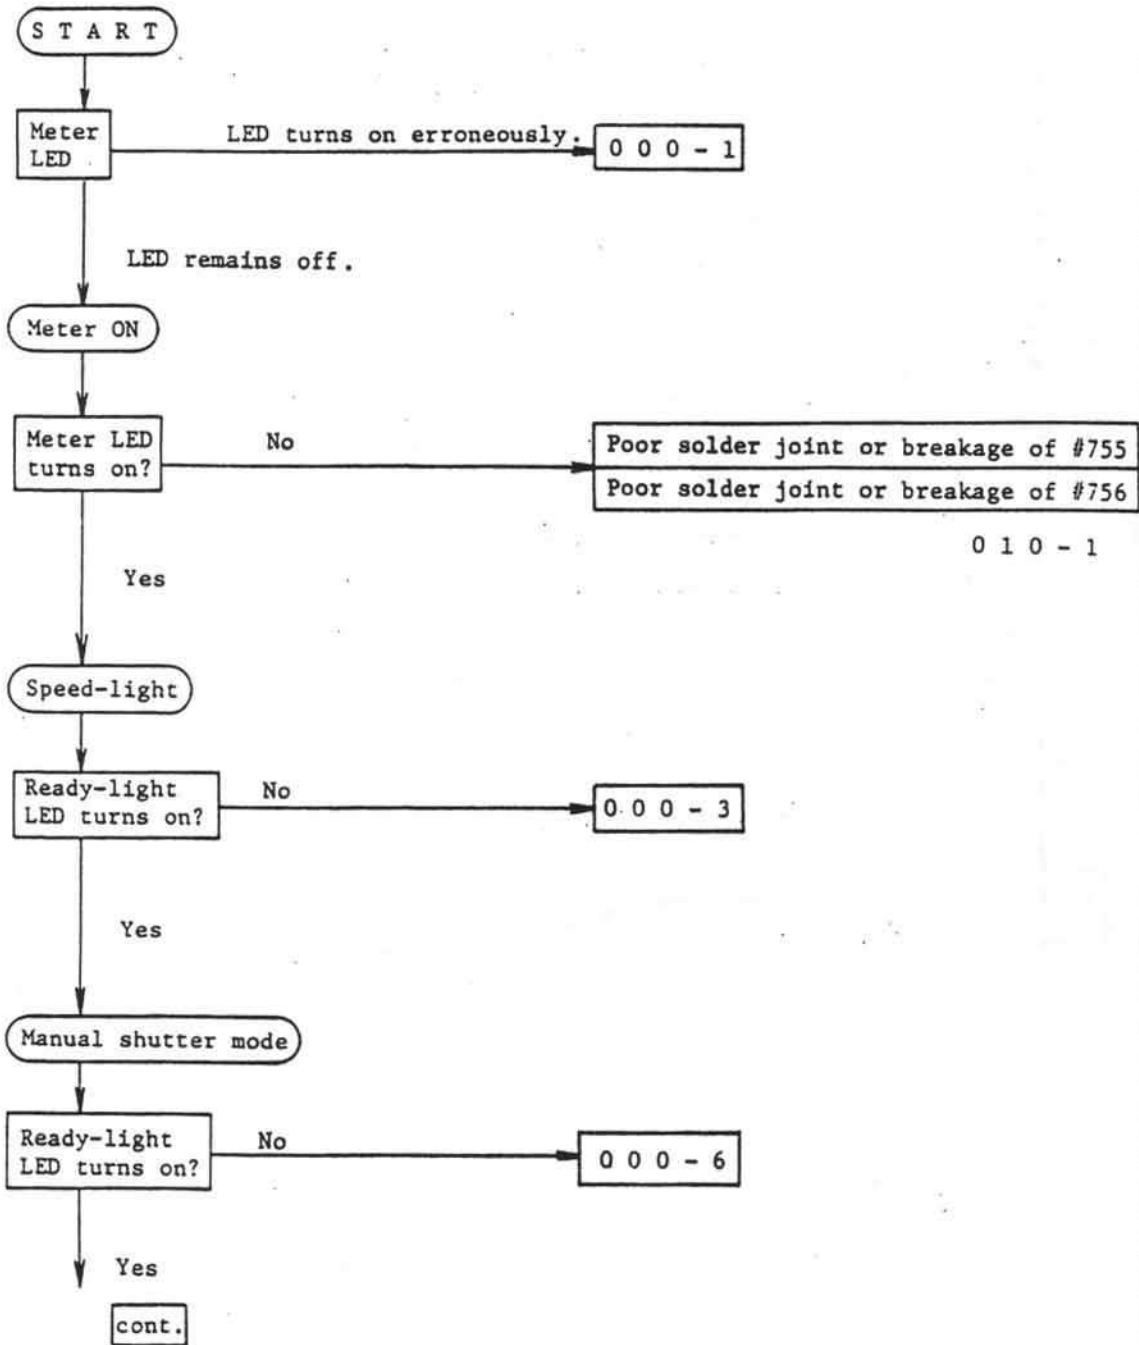 S T A R T
Meter
LED
LED turns on erroneously.
0 0 0 - 1
LED remains off.
Meter ON
Meter LED
turns on?
No
Poor solder joint or breakage of #755
Poor solder joint or breakage of #756
0 1 0 - 1
Yes
Speed-light
Ready-light
LED turns on?
No
0 0 0 - 3
Yes
Manual shutter mode
Ready-light
LED turns on?
No
0 0 0 - 6
Yes
cont.